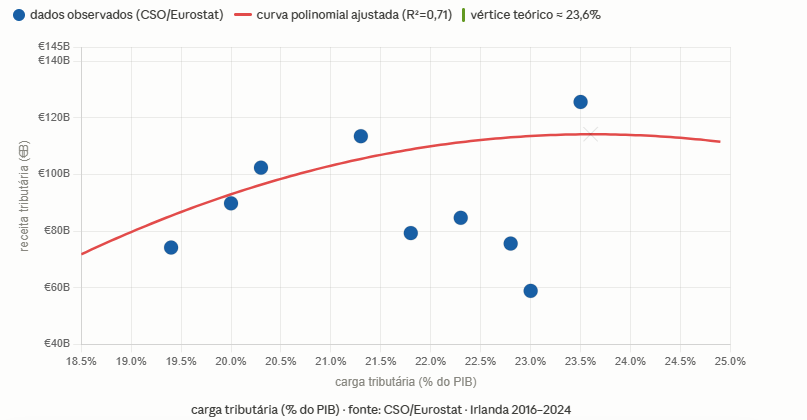 dados observados (CSO/Eurostat) curva polinomial ajustada (R²=0,71) vértice teórico ≈ 23,6%
€145B
€140B
€120B
€100B
€80B
€60B
€40B
receita tributária (€B)
18.5% 19.0% 19.5% 20.0% 20.5% 21.0% 21.5% 22.0% 22.5% 23.0% 23.5% 24.0% 24.5% 25.0%
carga tributária (% do PIB)
carga tributária (% do PIB) · fonte: CSO/Eurostat · Irlanda 2016–2024